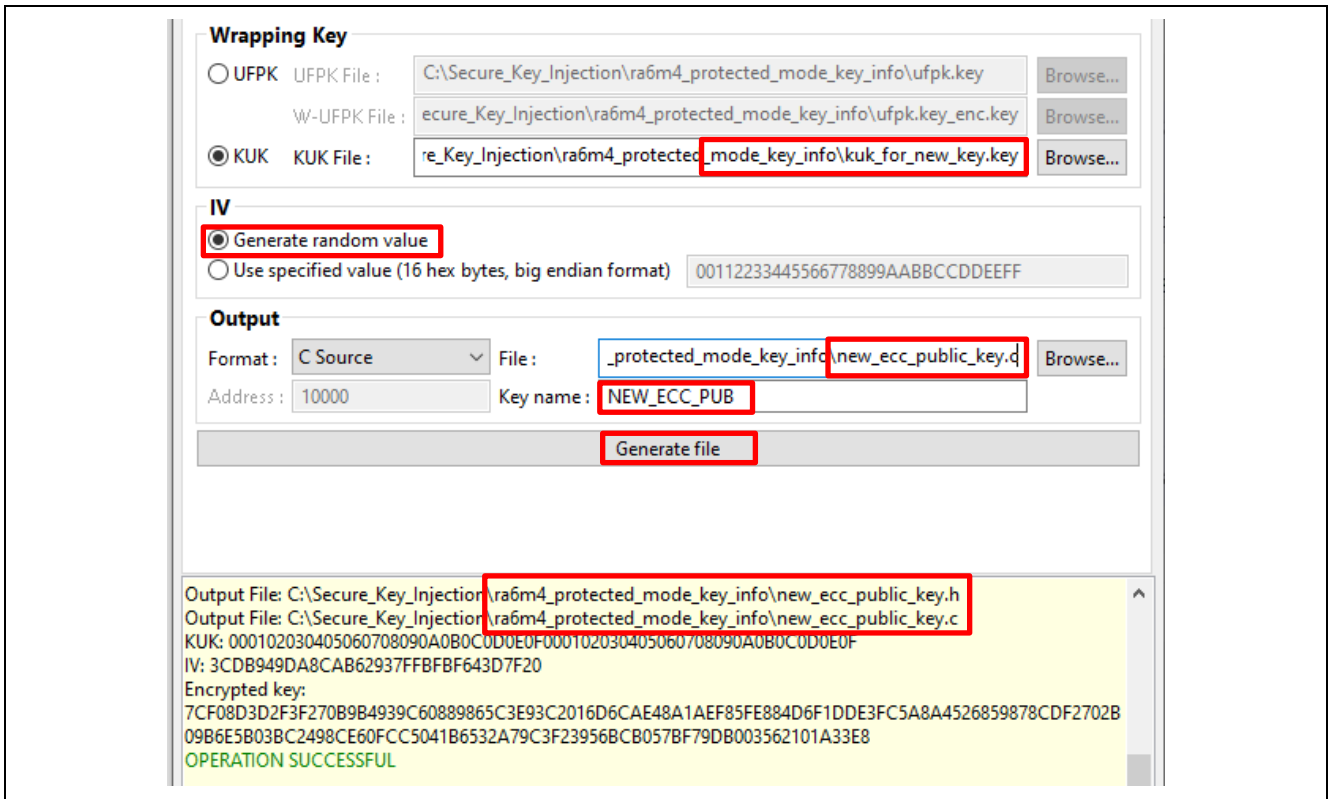 Wrapping Key
UFPK UFPK File : C:\Secure_Key_Injection\ra6m4_protected_mode_key_info\ufpk.key Browse...
W-UFPK File : ecure_Key_Injection\ra6m4_protected_mode_key_info\ufpk.key_enc.key Browse...
KUK KUK File : re_Key_Injection\ra6m4_protected_mode_key_info\kuk_for_new_key.key Browse...
IV
Generate random value
Use specified value (16 hex bytes, big endian format) 00112233445566778899AABBCCDDEEFF
Output
Format : C Source File : _protected_mode_key_info\new_ecc_public_key.c Browse...
Address : 10000 Key name : NEW_ECC_PUB
Generate file
Output File: C:\Secure_Key_Injection\ra6m4_protected_mode_key_info\new_ecc_public_key.h
Output File: C:\Secure_Key_Injection\ra6m4_protected_mode_key_info\new_ecc_public_key.c
KUK: 000102030405060708090A0B0C0D0E0F000102030405060708090A0B0C0D0E0F
IV: 3CDB949DA8CAB62937FFBFBF643D7F20
Encrypted key:
7CF08D3D2F3F270B9B4939C60889865C3E93C2016D6CAE48A1AEF85FE884D6F1DDE3FC5A8A4526859878CDF2702B
09B6E5B03BC2498CE60FCC5041B6532A79C3F23956BCB057BF79DB003562101A33E8
OPERATION SUCCESSFUL